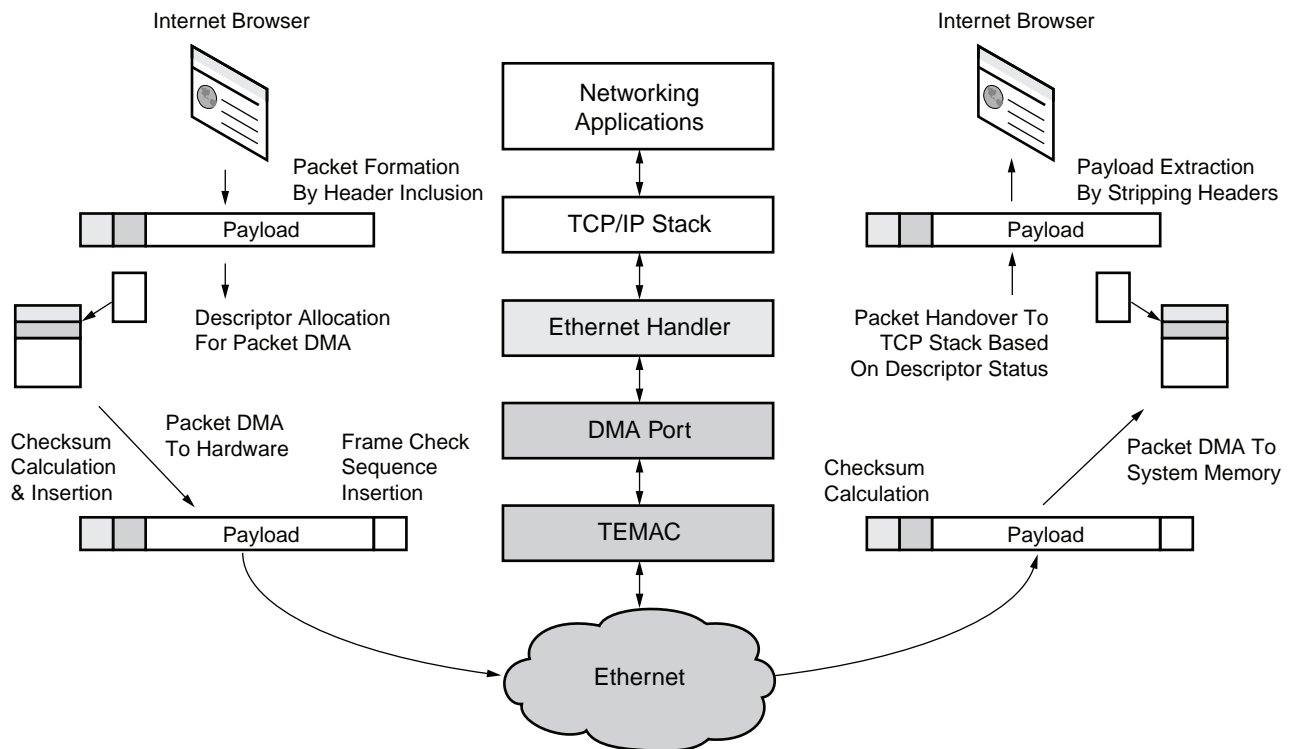 Internet Browser
Packet Formation
By Header Inclusion
Payload
Descriptor Allocation
For Packet DMA
Packet DMA
To Hardware
Checksum
Calculation
& Insertion
Frame Check
Sequence
Insertion
Payload
Networking
Applications
TCP/IP Stack
Ethernet Handler
DMA Port
TEMAC
Ethernet
Internet Browser
Payload Extraction
By Stripping Headers
Payload
Packet Handover To
TCP Stack Based
On Descriptor Status
Packet DMA To
System Memory
Checksum
Calculation
Payload